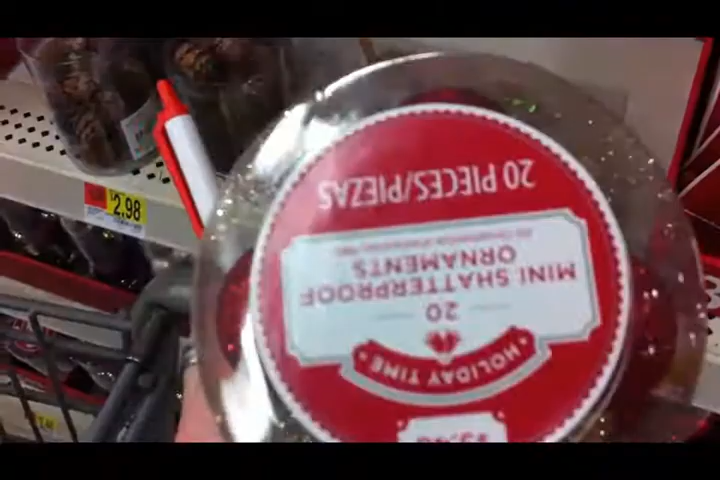 HOLIDAY TIME
20
MINI SHATTERPROOF
ORNAMENTS
20 PIECES/PIEZAS
2.98